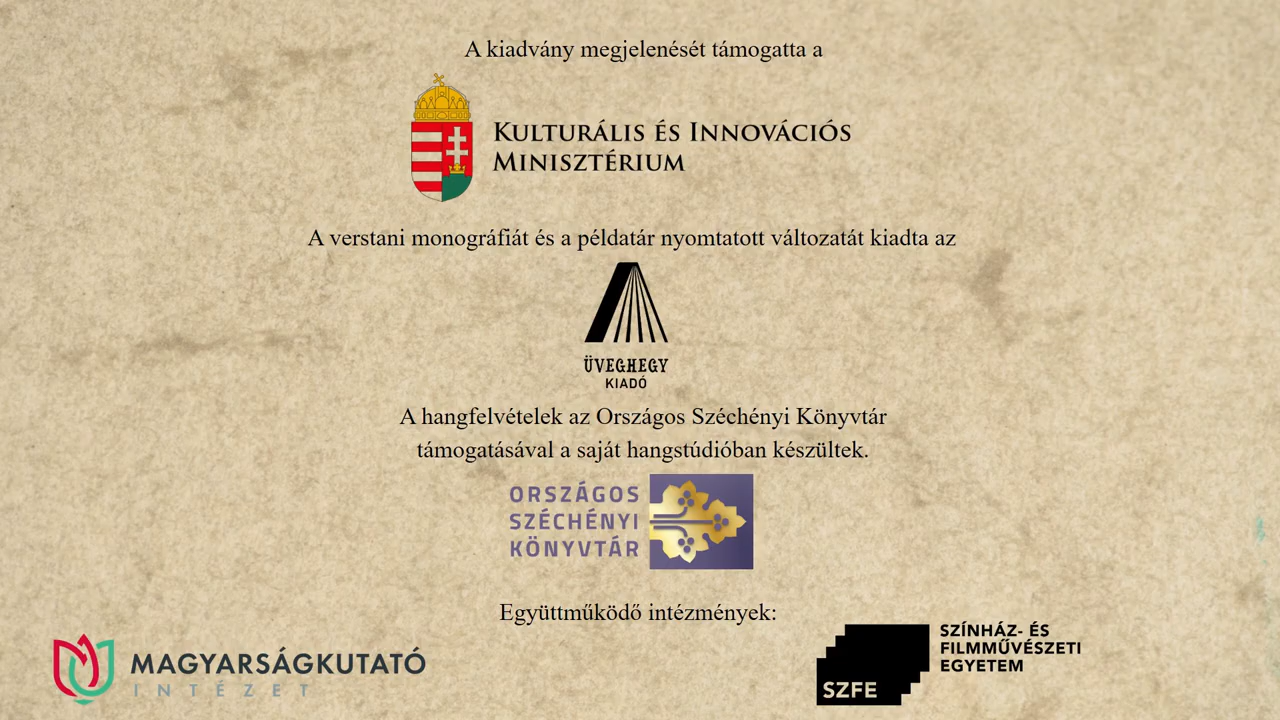 A kiadvány megjelenését támogatta a
KULTURÁLIS ÉS INNOVÁCIÓS
MINISZTÉRIUM
A verstani monográfiát és a példatár nyomtatott változatát kiadta az
ÜVEGHEGY
KIADÓ
A hangfelvételek az Országos Széchényi Könyvtár
támogatásával a saját hangstúdióban készültek.
ORSZÁGOS
SZÉCHÉNYI
KÖNYVTÁR
Együttműködő intézmények:
MAGYARSÁGKUTATÓ
INTÉZET
SZÍNHÁZ- ÉS
FILMMŰVÉSZETI
EGYETEM
SZFE